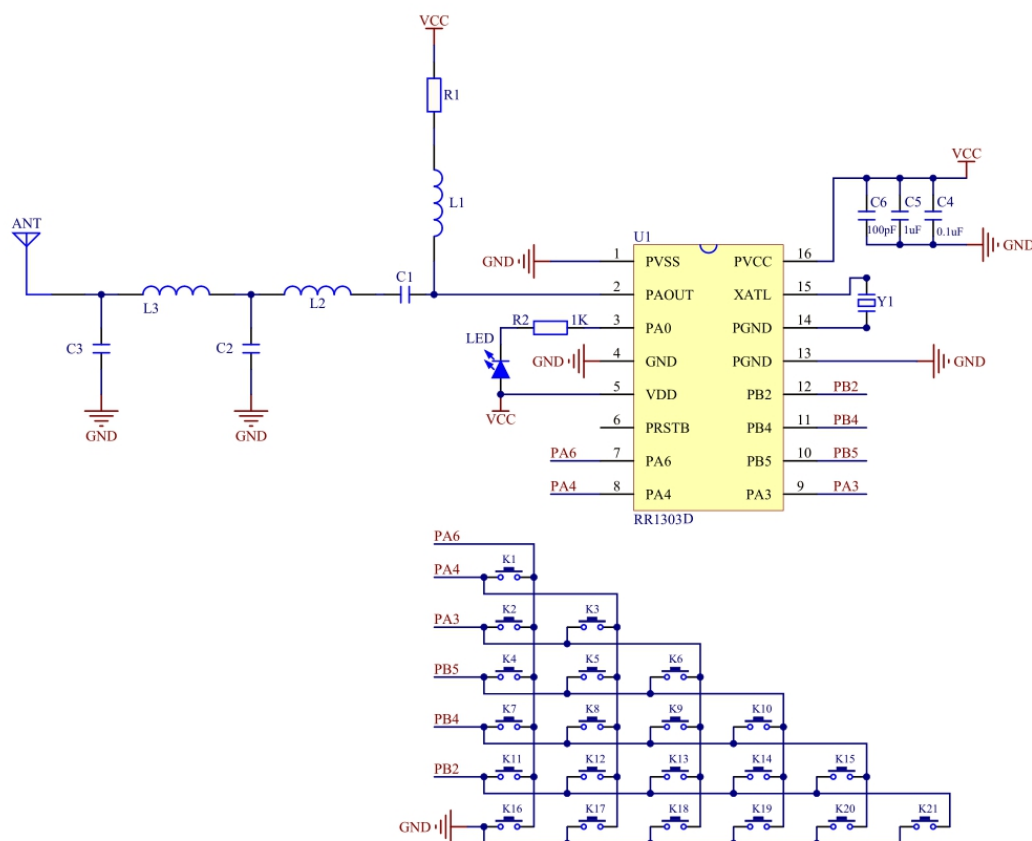 VCC
R1
L1
ANT
L3
L2
C1
C3
C2
GND
GND
VCC
C6
C5
C4
100pF
1uF
0.1uF
GND
U1
GND
1
PVSS
PVCC
16
2
PAOUT
XATL
15
Y1
R2
1K
3
PA0
PGND
14
LED
GND
4
GND
PGND
13
GND
5
VDD
PB2
12
PB2
VCC
6
PRSTB
PB4
11
PB4
PA6
7
PA6
PB5
10
PB5
PA4
8
PA4
PA3
9
PA3
RR1303D
PA6
K1
PA4
K2
K3
PA3
K4
K5
K6
PB5
K7
K8
K9
K10
PB4
K11
K12
K13
K14
K15
PB2
K16
K17
K18
K19
K20
K21
GND